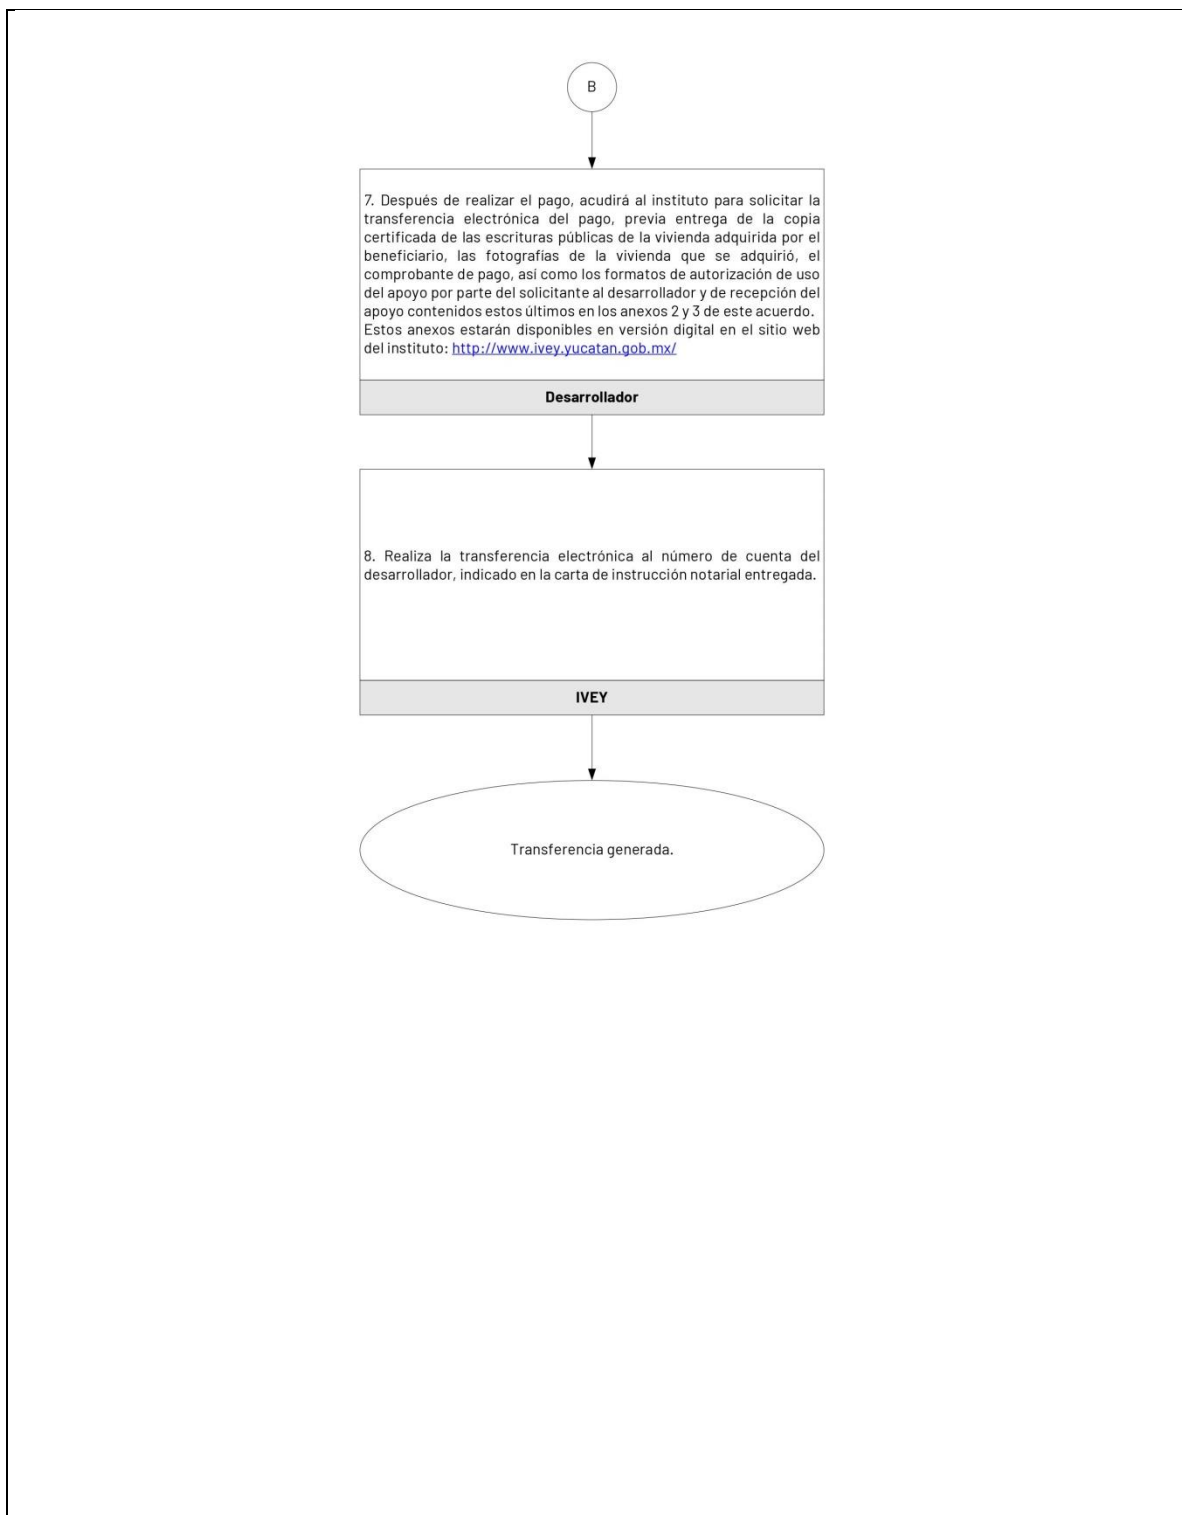 B
7. Después de realizar el pago, acudirá al instituto para solicitar la
transferencia electrónica del pago, previa entrega de la copia
certificada de las escrituras públicas de la vivienda adquirida por el
beneficiario, las fotografías de la vivienda que se adquirió, el
comprobante de pago, así como los formatos de autorización de uso
del apoyo por parte del solicitante al desarrollador y de recepción del
apoyo contenidos estos últimos en los anexos 2 y 3 de este acuerdo.
Estos anexos estarán disponibles en versión digital en el sitio web
del instituto: http://www.ivey.yucatan.gob.mx/
Desarrollador
8. Realiza la transferencia electrónica al número de cuenta del
desarrollador, indicado en la carta de instrucción notarial entregada.
IVEY
Transferencia generada.